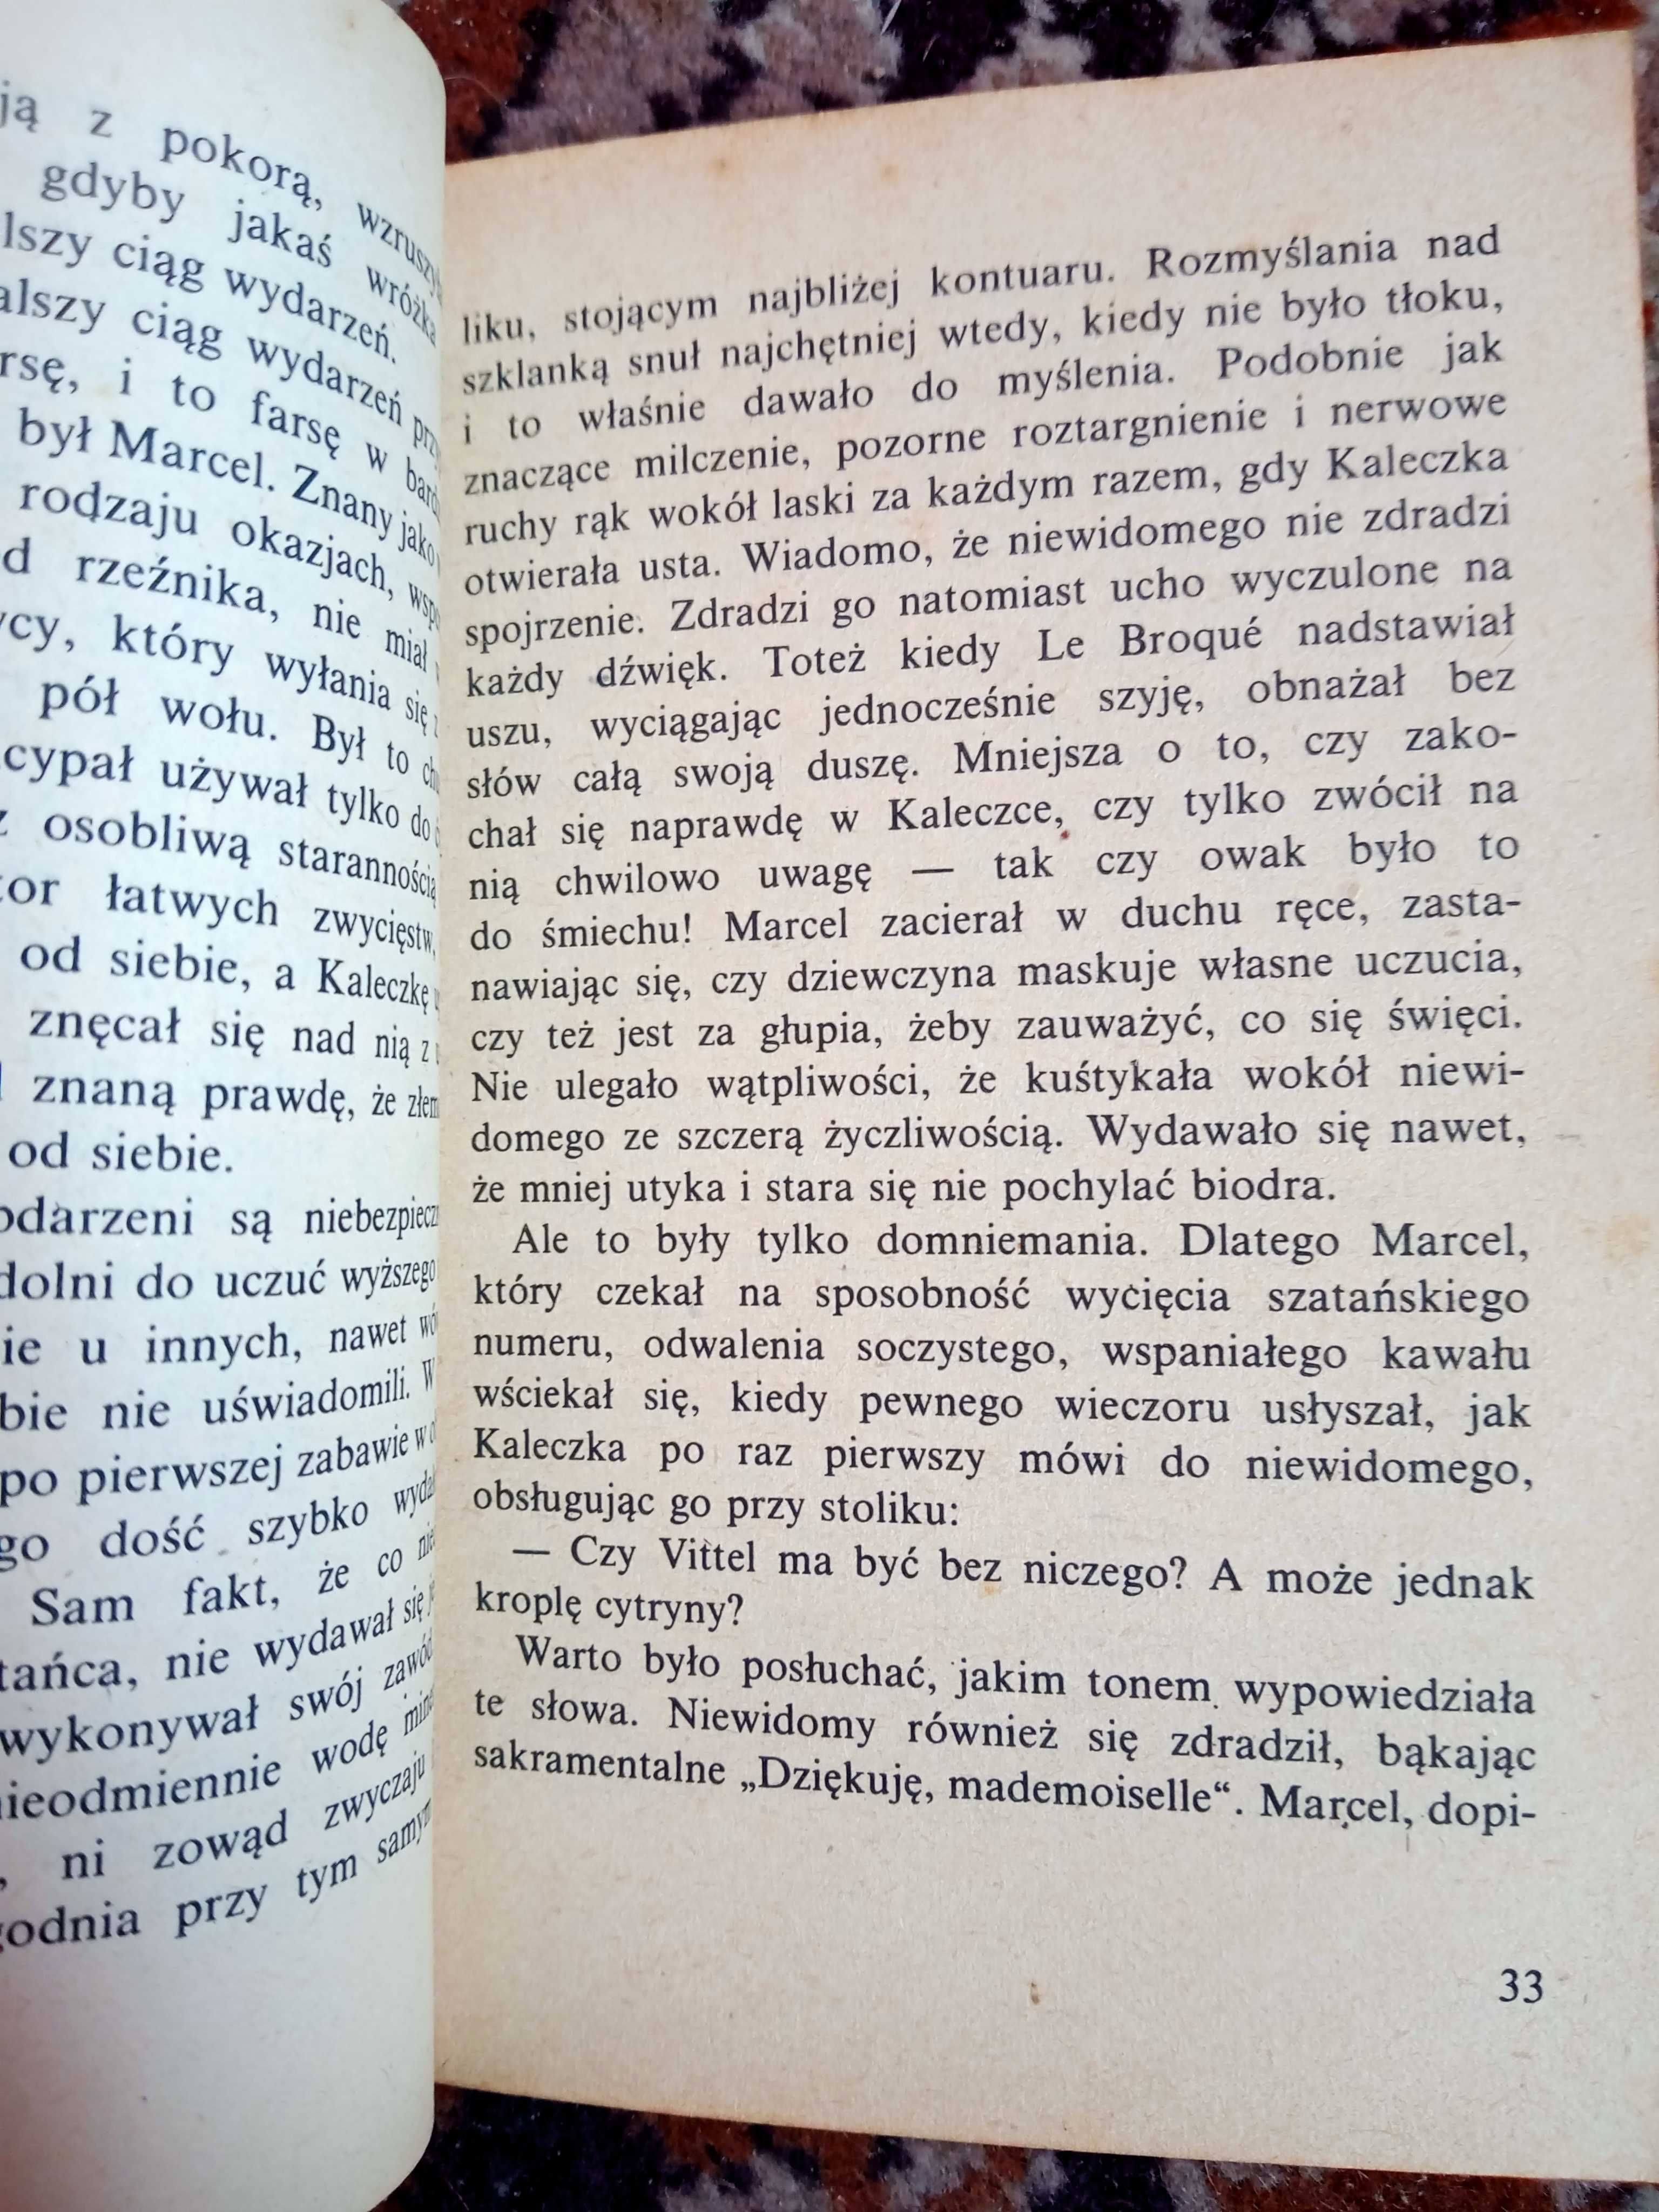 ją z pokorą,
gdyby jakaś wróżka
ciąg wydarzeń.
ciąg wydarzeń
i to farsę w
był Marcel. Znany jako
rodzaju okazjach,
rzeźnika, nie miał
który wyłania się
pół wołu. Był to
używał tylko do
osobliwą starannością
łatwych zwycięstw,
od siebie, a Kaleczkę
znęcał się nad nią z
znaną prawdę, że
od siebie.
są
do uczuć wyższego
u innych, nawet
nie uświadomili. W
po pierwszej zabawie w
dość szybko
Sam fakt, że co
nie wydawał się
wykonywał swój
wodę
ni zowąd zwyczaju
przy tym samym
liku, stojącym najbliżej kontuaru. Rozmyślania nad
szklanką snuł najchętniej wtedy, kiedy nie było tłoku,
i to właśnie dawało do myślenia. Podobnie jak
znaczące milczenie, pozorne roztargnienie i nerwowe
ruchy rąk wokół laski za każdym razem, gdy Kaleczka
otwierała usta. Wiadomo, że niewidomego nie zdradzi
spojrzenie. Zdradzi go natomiast ucho wyczulone na
każdy dźwięk. Toteż kiedy Le Broqué nadstawiał
uszu, wyciągając jednocześnie szyję, obnażał bez
słów całą swoją duszę. Mniejsza o to, czy zako-
chał się naprawdę w Kaleczce, czy tylko zwócił na
nią chwilowo uwagę — tak czy owak było to
do śmiechu! Marcel zacierał w duchu ręce, zasta-
nawiając się, czy dziewczyna maskuje własne uczucia,
czy też jest za głupia, żeby zauważyć, co się święci.
Nie ulegało wątpliwości, że kuśtykała wokół niewi-
domego ze szczerą życzliwością. Wydawało się nawet,
że mniej utyka i stara się nie pochylać biodra.
Ale to były tylko domniemania. Dlatego Marcel,
który czekał na sposobność wycięcia szatańskiego
numeru, odwalenia soczystego, wspaniałego kawału
wściekał się, kiedy pewnego wieczoru usłyszał, jak
Kaleczka po raz pierwszy mówi do niewidomego,
obsługując go przy stoliku:
— Czy Vittel ma być bez niczego? A może jednak
kroplę cytryny?
Warto było posłuchać, jakim tonem wypowiedziała
te słowa. Niewidomy również się zdradził, bąkając
sakramentalne „Dziękuję, mademoiselle“. Marcel, dopi-
33